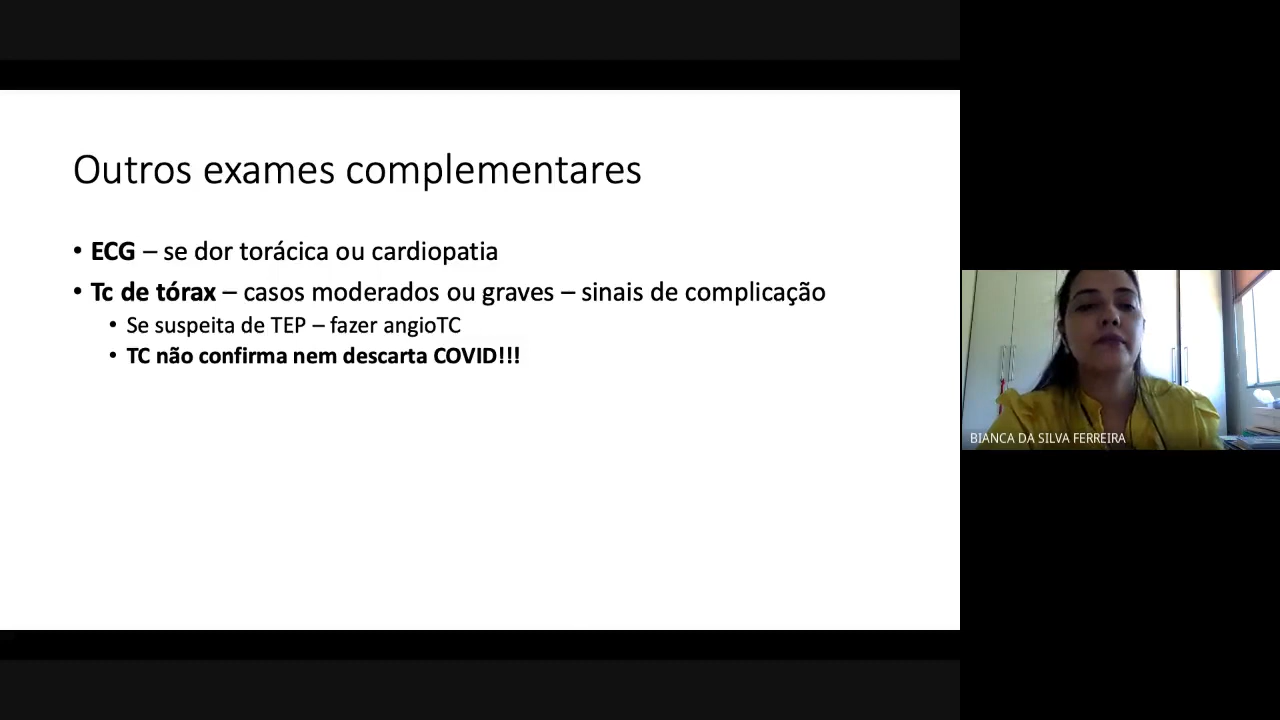 Outros exames complementares
• ECG – se dor torácica ou cardiopatia
• Tc de tórax – casos moderados ou graves – sinais de complicação
• Se suspeita de TEP – fazer angioTC
• TC não confirma nem descarta COVID!!!
BIANCA DA SILVA FERREIRA